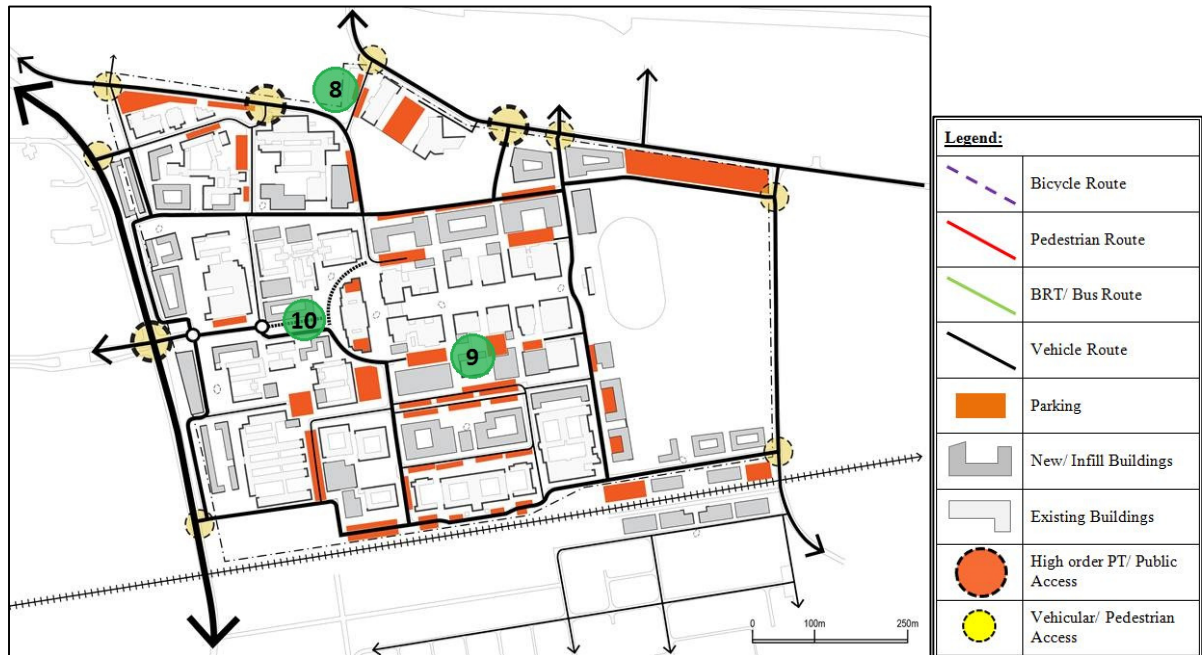 8
10
9
0 100m 250m
Legend:
Bicycle Route
Pedestrian Route
BRT/ Bus Route
Vehicle Route
Parking
New/ Infill Buildings
Existing Buildings
High order PT/ Public
Access
Vehicular/ Pedestrian
Access